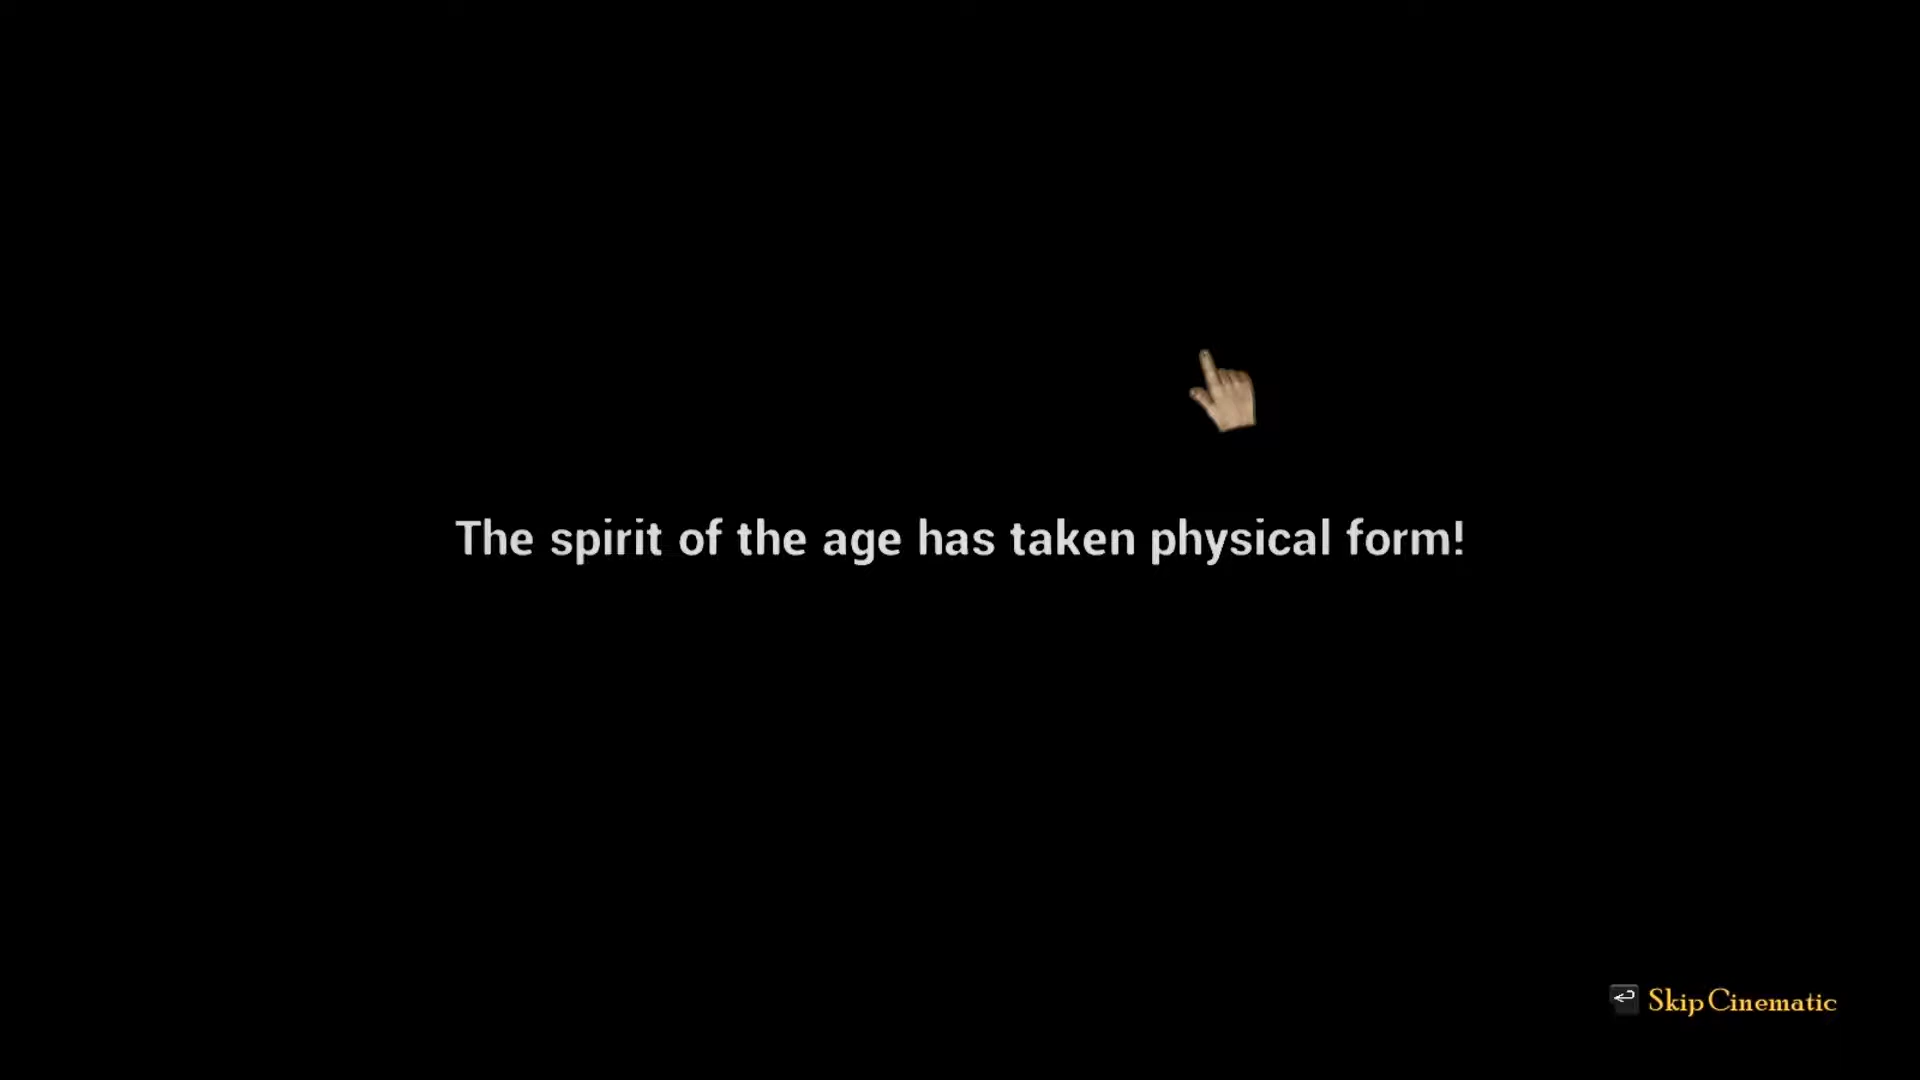 The spirit of the age has taken physical form!
Skip Cinematic